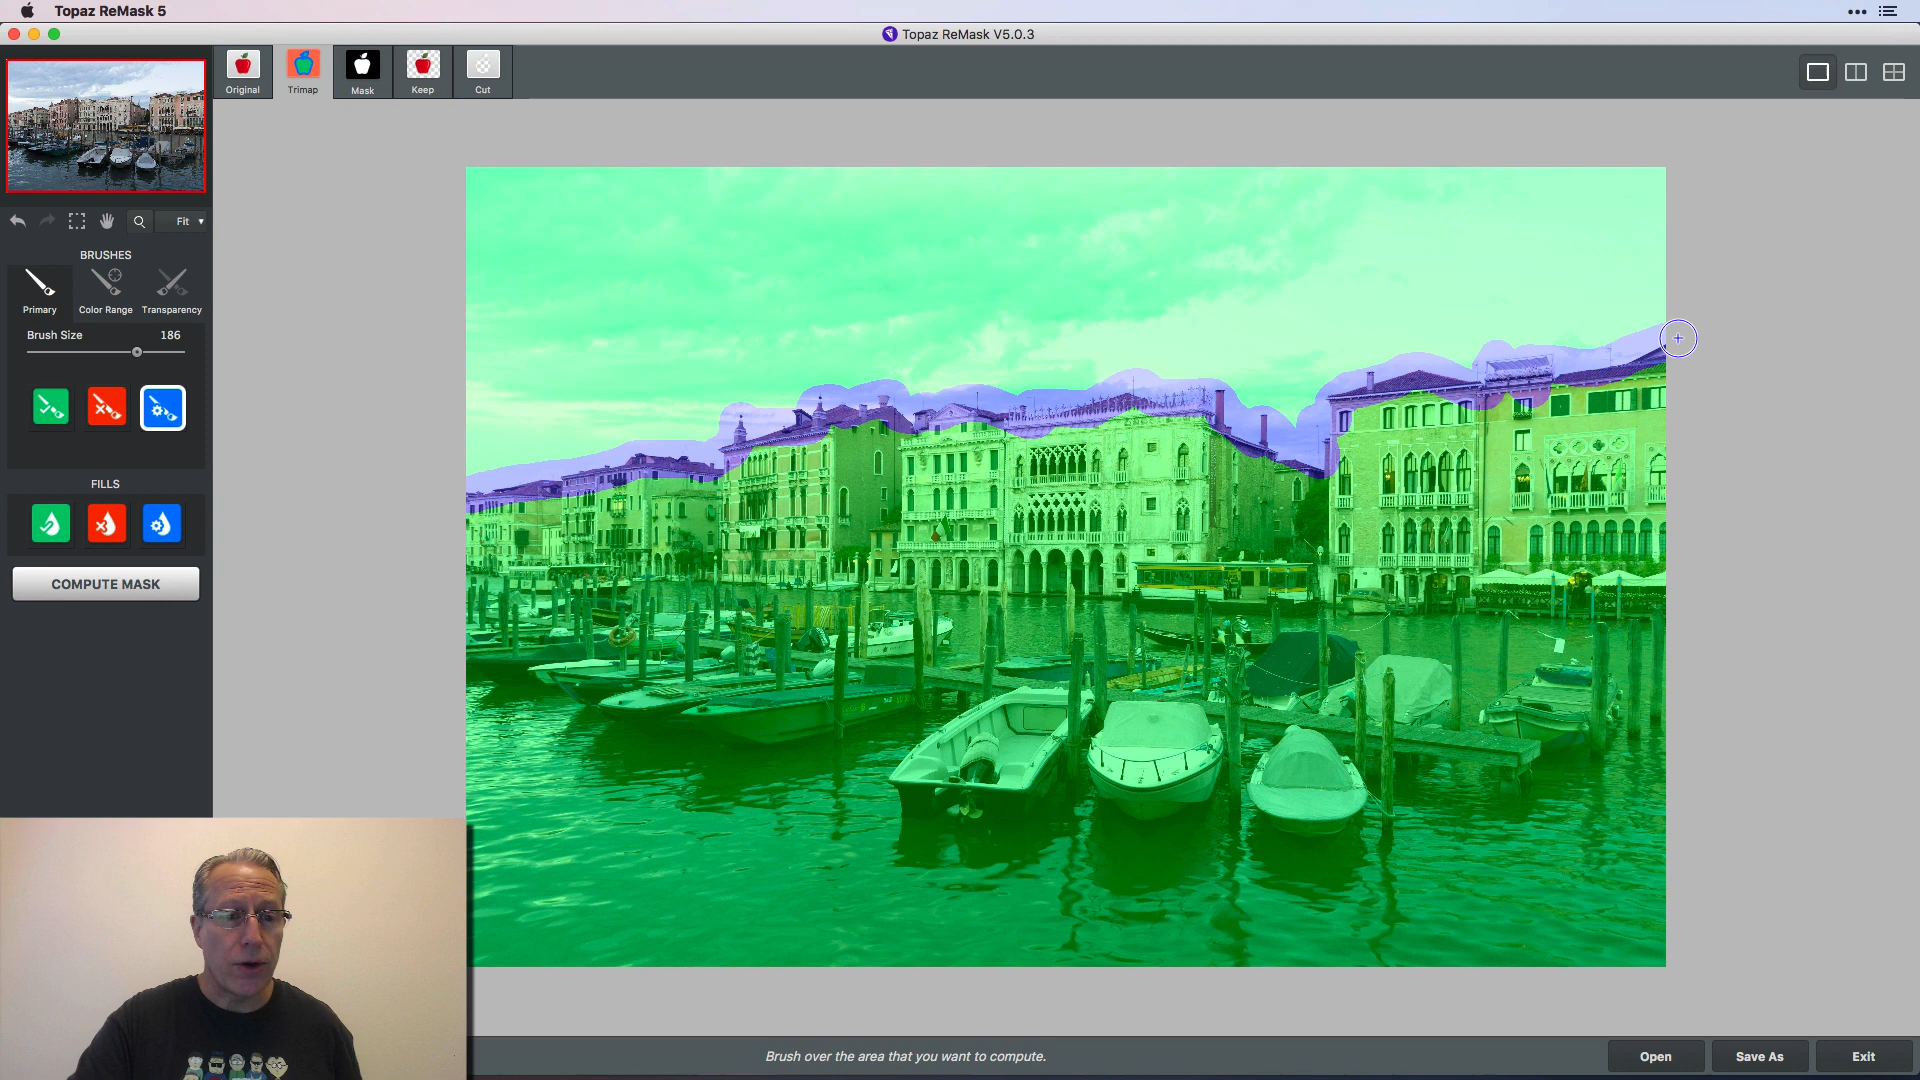 Topaz ReMask 5
Topaz ReMask V5.0.3
Original
Trimap
Mask
Keep
Cut
Fit
BRUSHES
Primary
Color Range
Transparency
Brush Size
186
FILLS
COMPUTE MASK
Brush over the area that you want to compute.
Open
Save As
Exit